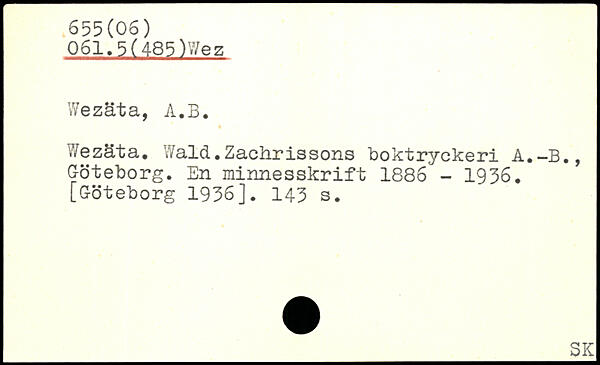 655(06)
061.5(485)Wez
Wezäta, A.B.
Wezäta. Wald.Zachrissons boktryckeri A.-B.,
Göteborg. En minnesskrift 1886 - 1936.
[Göteborg 1936]. 143 s.
SK